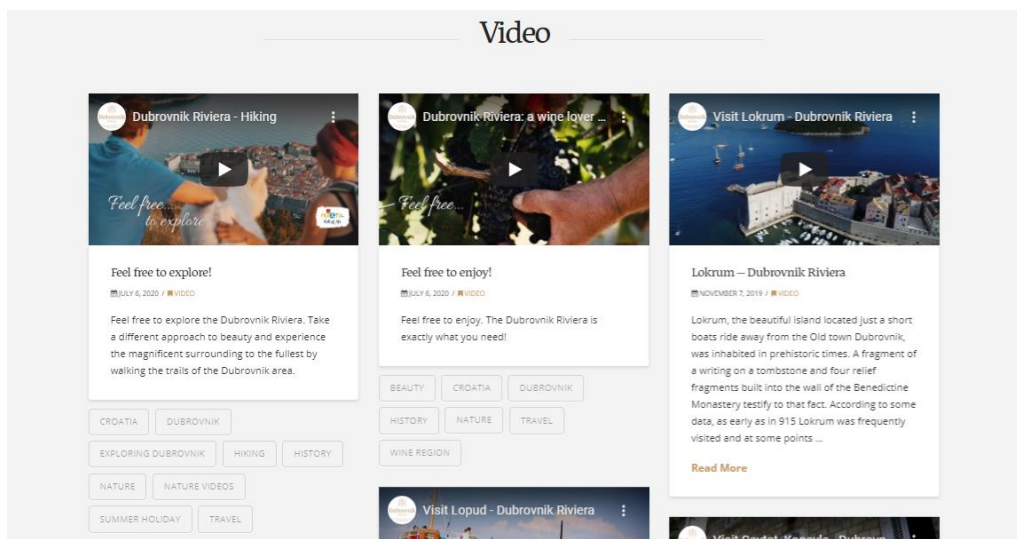 Video
Dubrovnik Riviera - Hiking
Feel free...
to explore
Feel free to explore!
JULY 6, 2020 / VIDEO
Feel free to explore the Dubrovnik Riviera. Take
a different approach to beauty and experience
the magnificent surrounding to the fullest by
walking the trails of the Dubrovnik area.
CROATIA DUBROVNIK
EXPLORING DUBROVNIK HIKING HISTORY
NATURE NATURE VIDEOS
SUMMER HOLIDAY TRAVEL
Dubrovnik Riviera: a wine lover ...
Feel free...
Feel free to enjoy!
JULY 6, 2020 / VIDEO
Feel free to enjoy. The Dubrovnik Riviera is
exactly what you need!
BEAUTY CROATIA DUBROVNIK
HISTORY NATURE TRAVEL
WINE REGION
Visit Lopud - Dubrovnik Riviera
Visit Lokrum - Dubrovnik Riviera
Lokrum – Dubrovnik Riviera
NOVEMBER 7, 2019 / VIDEO
Lokrum, the beautiful island located just a short
boats ride away from the Old town Dubrovnik,
was inhabited in prehistoric times. A fragment of
a writing on a tombstone and four relief
fragments built into the wall of the Benedictine
Monastery testify to that fact. According to some
data, as early as in 915 Lokrum was frequently
visited and at some points ...
Read More